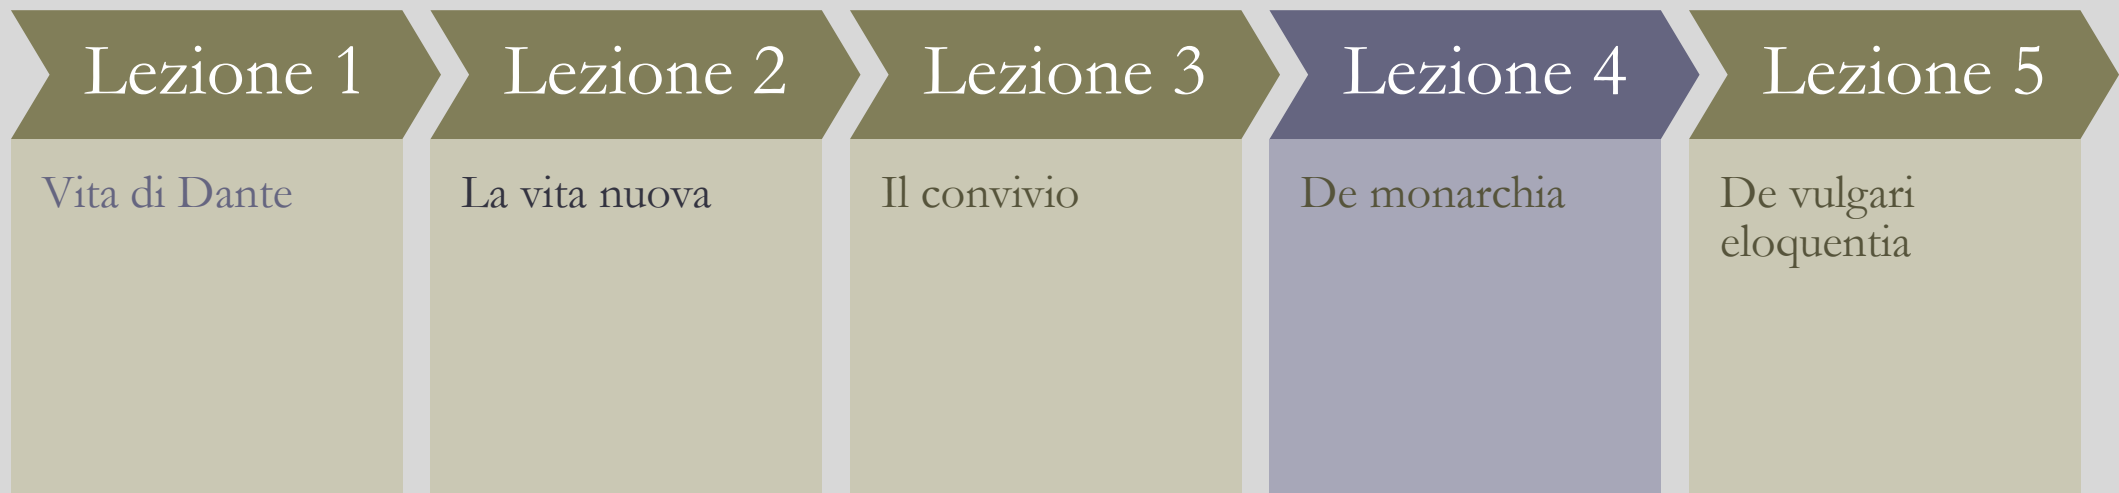 Lezione 1
Vita di Dante
Lezione 2
La vita nuova
Lezione 3
Il convivio
Lezione 4
De monarchia
Lezione 5
De vulgari
eloquentia